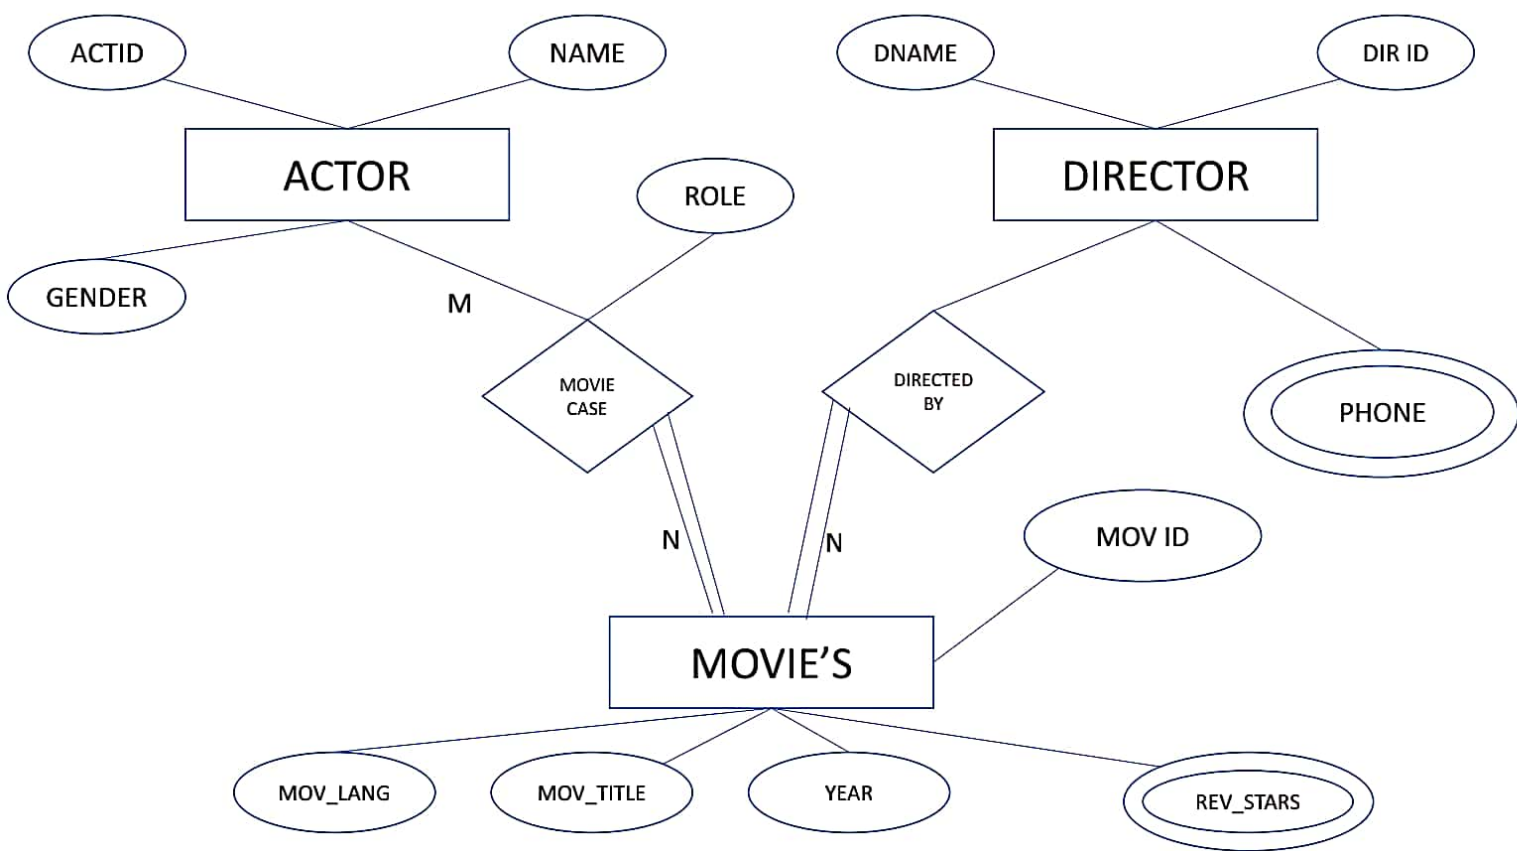 ACTID
NAME
DNAME
DIR ID
ACTOR
DIRECTOR
ROLE
GENDER
M
MOVIE
CASE
DIRECTED
BY
PHONE
N
N
MOV ID
MOVIE’S
MOV_LANG
MOV_TITLE
YEAR
REV_STARS